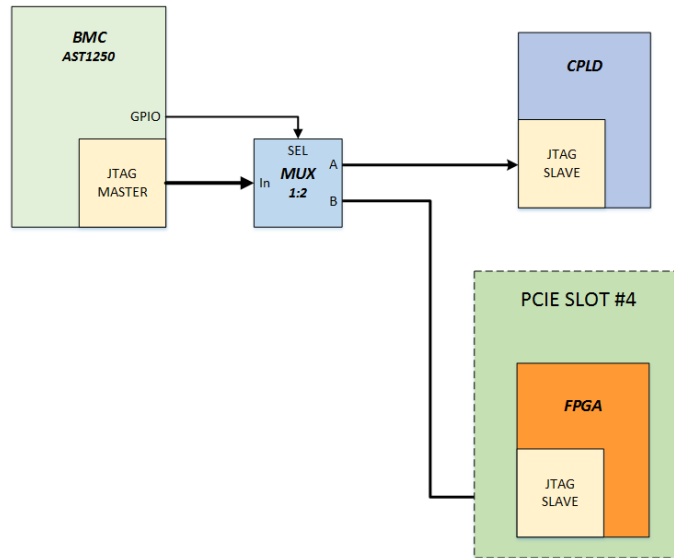 BMC
AST1250
GPIO
JTAG
MASTER
SEL
In
MUX
1:2
A
B
CPLD
JTAG
SLAVE
PCIE SLOT #4
FPGA
JTAG
SLAVE